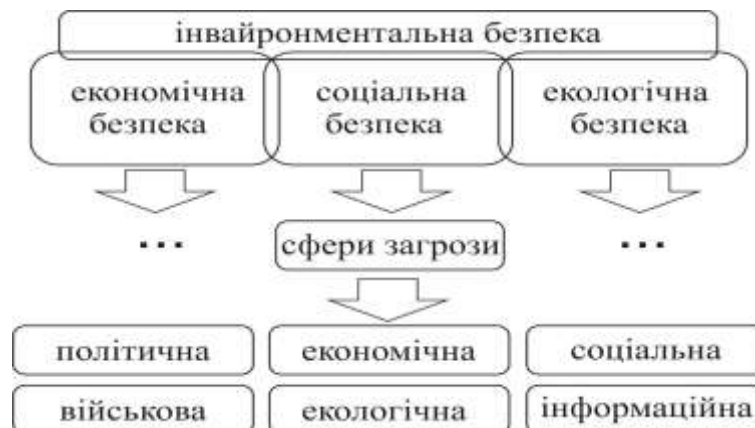 інвайронментальна безпека
економічна безпека
соціальна безпека
екологічна безпека
...
сфери загрози
...
політична
економічна
соціальна
військова
екологічна
інформаційна